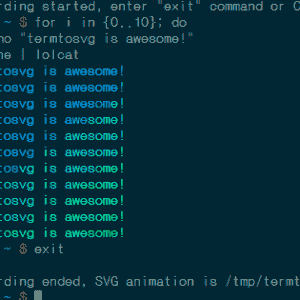 rding started, enter "exit" command or C
~ $ for i in {0..10}; do
no "termtosvg is awesome!"
ne | lolcat
tosvg is awesome!
tosvg is awesome!
tosvg is awesome!
tosvg is awesome!
tosvg is awesome!
tosvg is awesome!
tosvg is awesome!
tosvg is awesome!
tosvg is awesome!
tosvg is awesome!
tosvg is awesome!
~ $ exit
rding ended, SVG animation is /tmp/termt
~ $